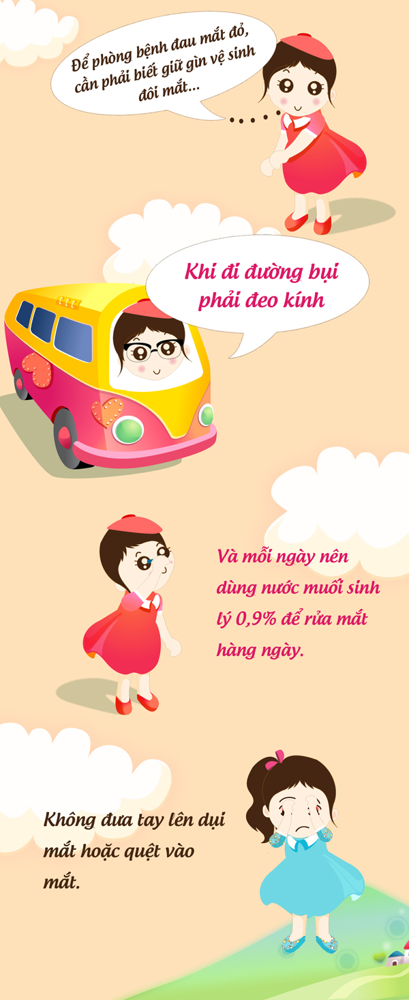 Để phòng bệnh đau mắt đỏ,
cần phải biết giữ gìn vệ sinh
đôi mắt...
Khi đi đường bụi
phải đeo kính
Và mỗi ngày nên
dùng nước muối sinh
lý 0,9% để rửa mắt
hàng ngày.
Không đưa tay lên dụi
mắt hoặc quệt vào
mắt.